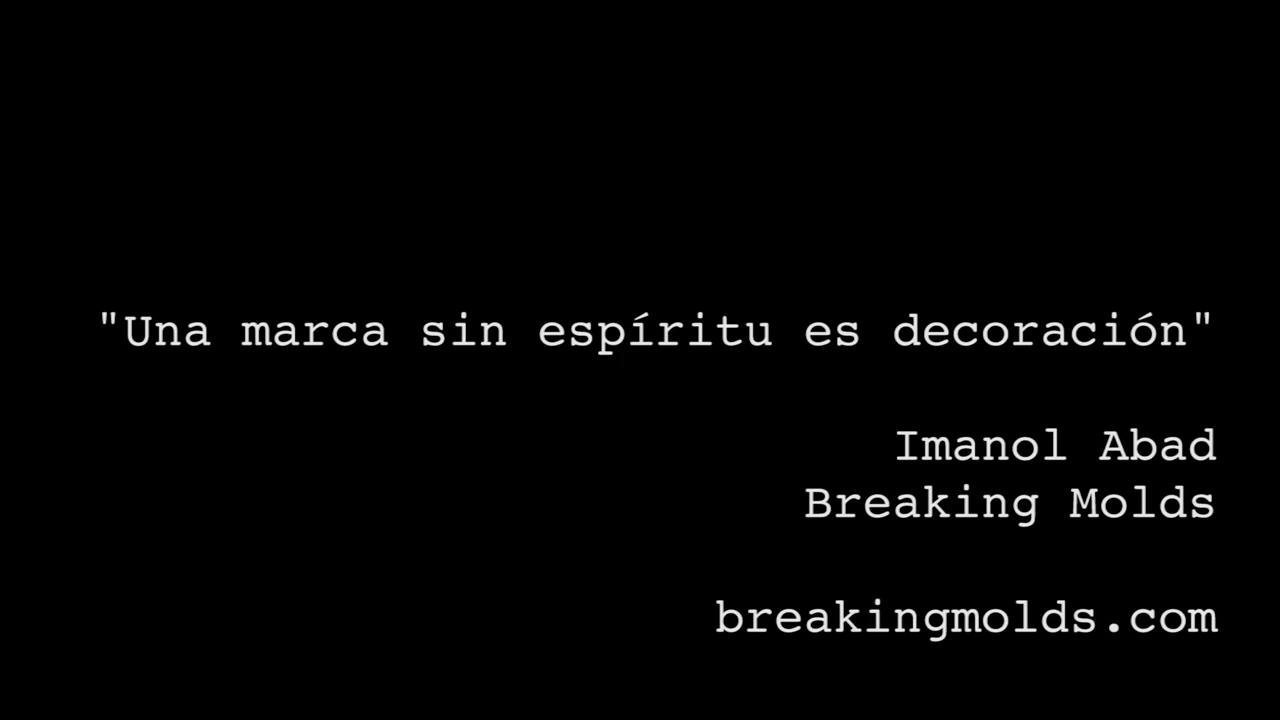 "Una marca sin espíritu es decoración"
Imanol Abad
Breaking Molds
breakingmolds.com